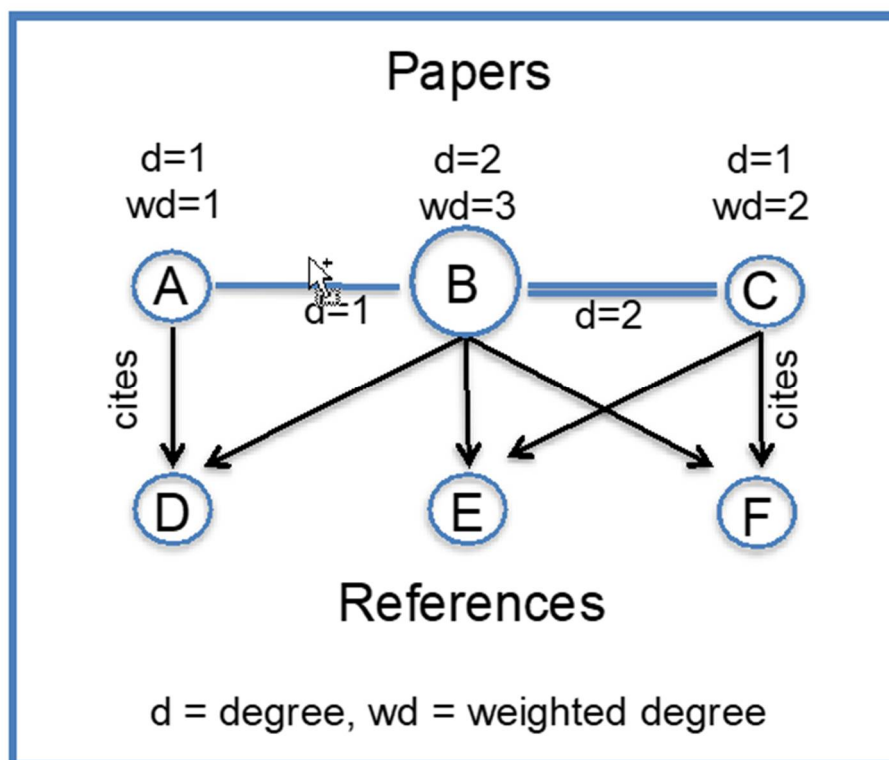 Papers
d=1
wd=1
d=2
wd=3
d=1
wd=2
A
B
C
d=1
d=2
cites
cites
D
E
F
References
d = degree, wd = weighted degree